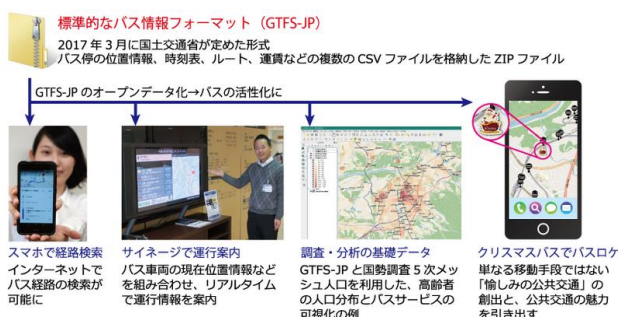 標準的なバス情報フォーマット（GTFS-JP）
2017年3月に国土交通省が定めた形式
バス停の位置情報、時刻表、ルート、運賃などの複数のCSVファイルを格納したZIPファイル
GTFS-JPのオープンデータ化→バスの活性化に
スマホで経路検索
インターネットで
バス経路の検索が
可能に
サイネージで運行案内
バス車両の現在位置情報など
を組み合わせ、リアルタイム
で運行情報を案内
調査・分析の基礎データ
GTFS-JPと国勢調査5次メッ
シュ人口を利用した、高齢者
の人口分布とバスサービスの
可視化の例
クリスマスバスでバスロケ
単なる移動手段ではない
「愉しみの公共交通」の
創出と、公共交通の魅力
を引き出す